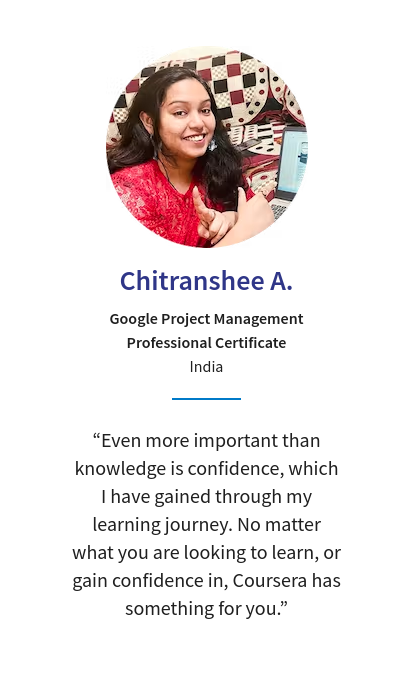 Chitranshee A.
Google Project Management
Professional Certificate
India
“Even more important than
knowledge is confidence, which
I have gained through my
learning journey. No matter
what you are looking to learn, or
gain confidence in, Coursera has
something for you.”